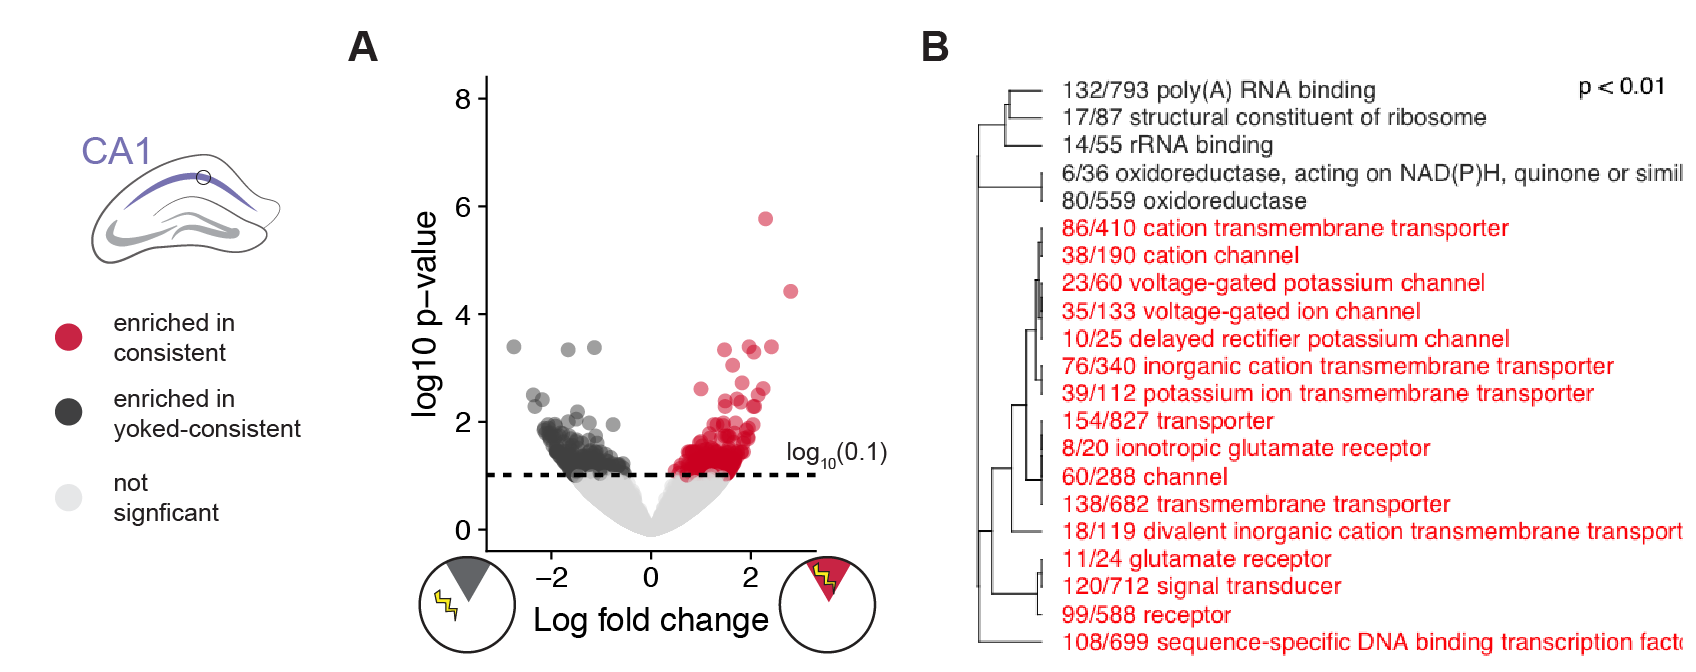 A
B
CA1
enriched in
consistent
enriched in
yoked-consistent
not
signficant
log10 p−value
8
6
4
2
0
log10(0.1)
−2
0
2
Log fold change
p < 0.01
132/793 poly(A) RNA binding
17/87 structural constituent of ribosome
14/55 rRNA binding
6/36 oxidoreductase, acting on NAD(P)H, quinone or simil
80/559 oxidoreductase
86/410 cation transmembrane transporter
38/190 cation channel
23/60 voltage-gated potassium channel
35/133 voltage-gated ion channel
10/25 delayed rectifier potassium channel
76/340 inorganic cation transmembrane transporter
39/112 potassium ion transmembrane transporter
154/827 transporter
8/20 ionotropic glutamate receptor
60/288 channel
138/682 transmembrane transporter
18/119 divalent inorganic cation transmembrane transport
11/24 glutamate receptor
120/712 signal transducer
99/588 receptor
108/699 sequence-specific DNA binding transcription fact